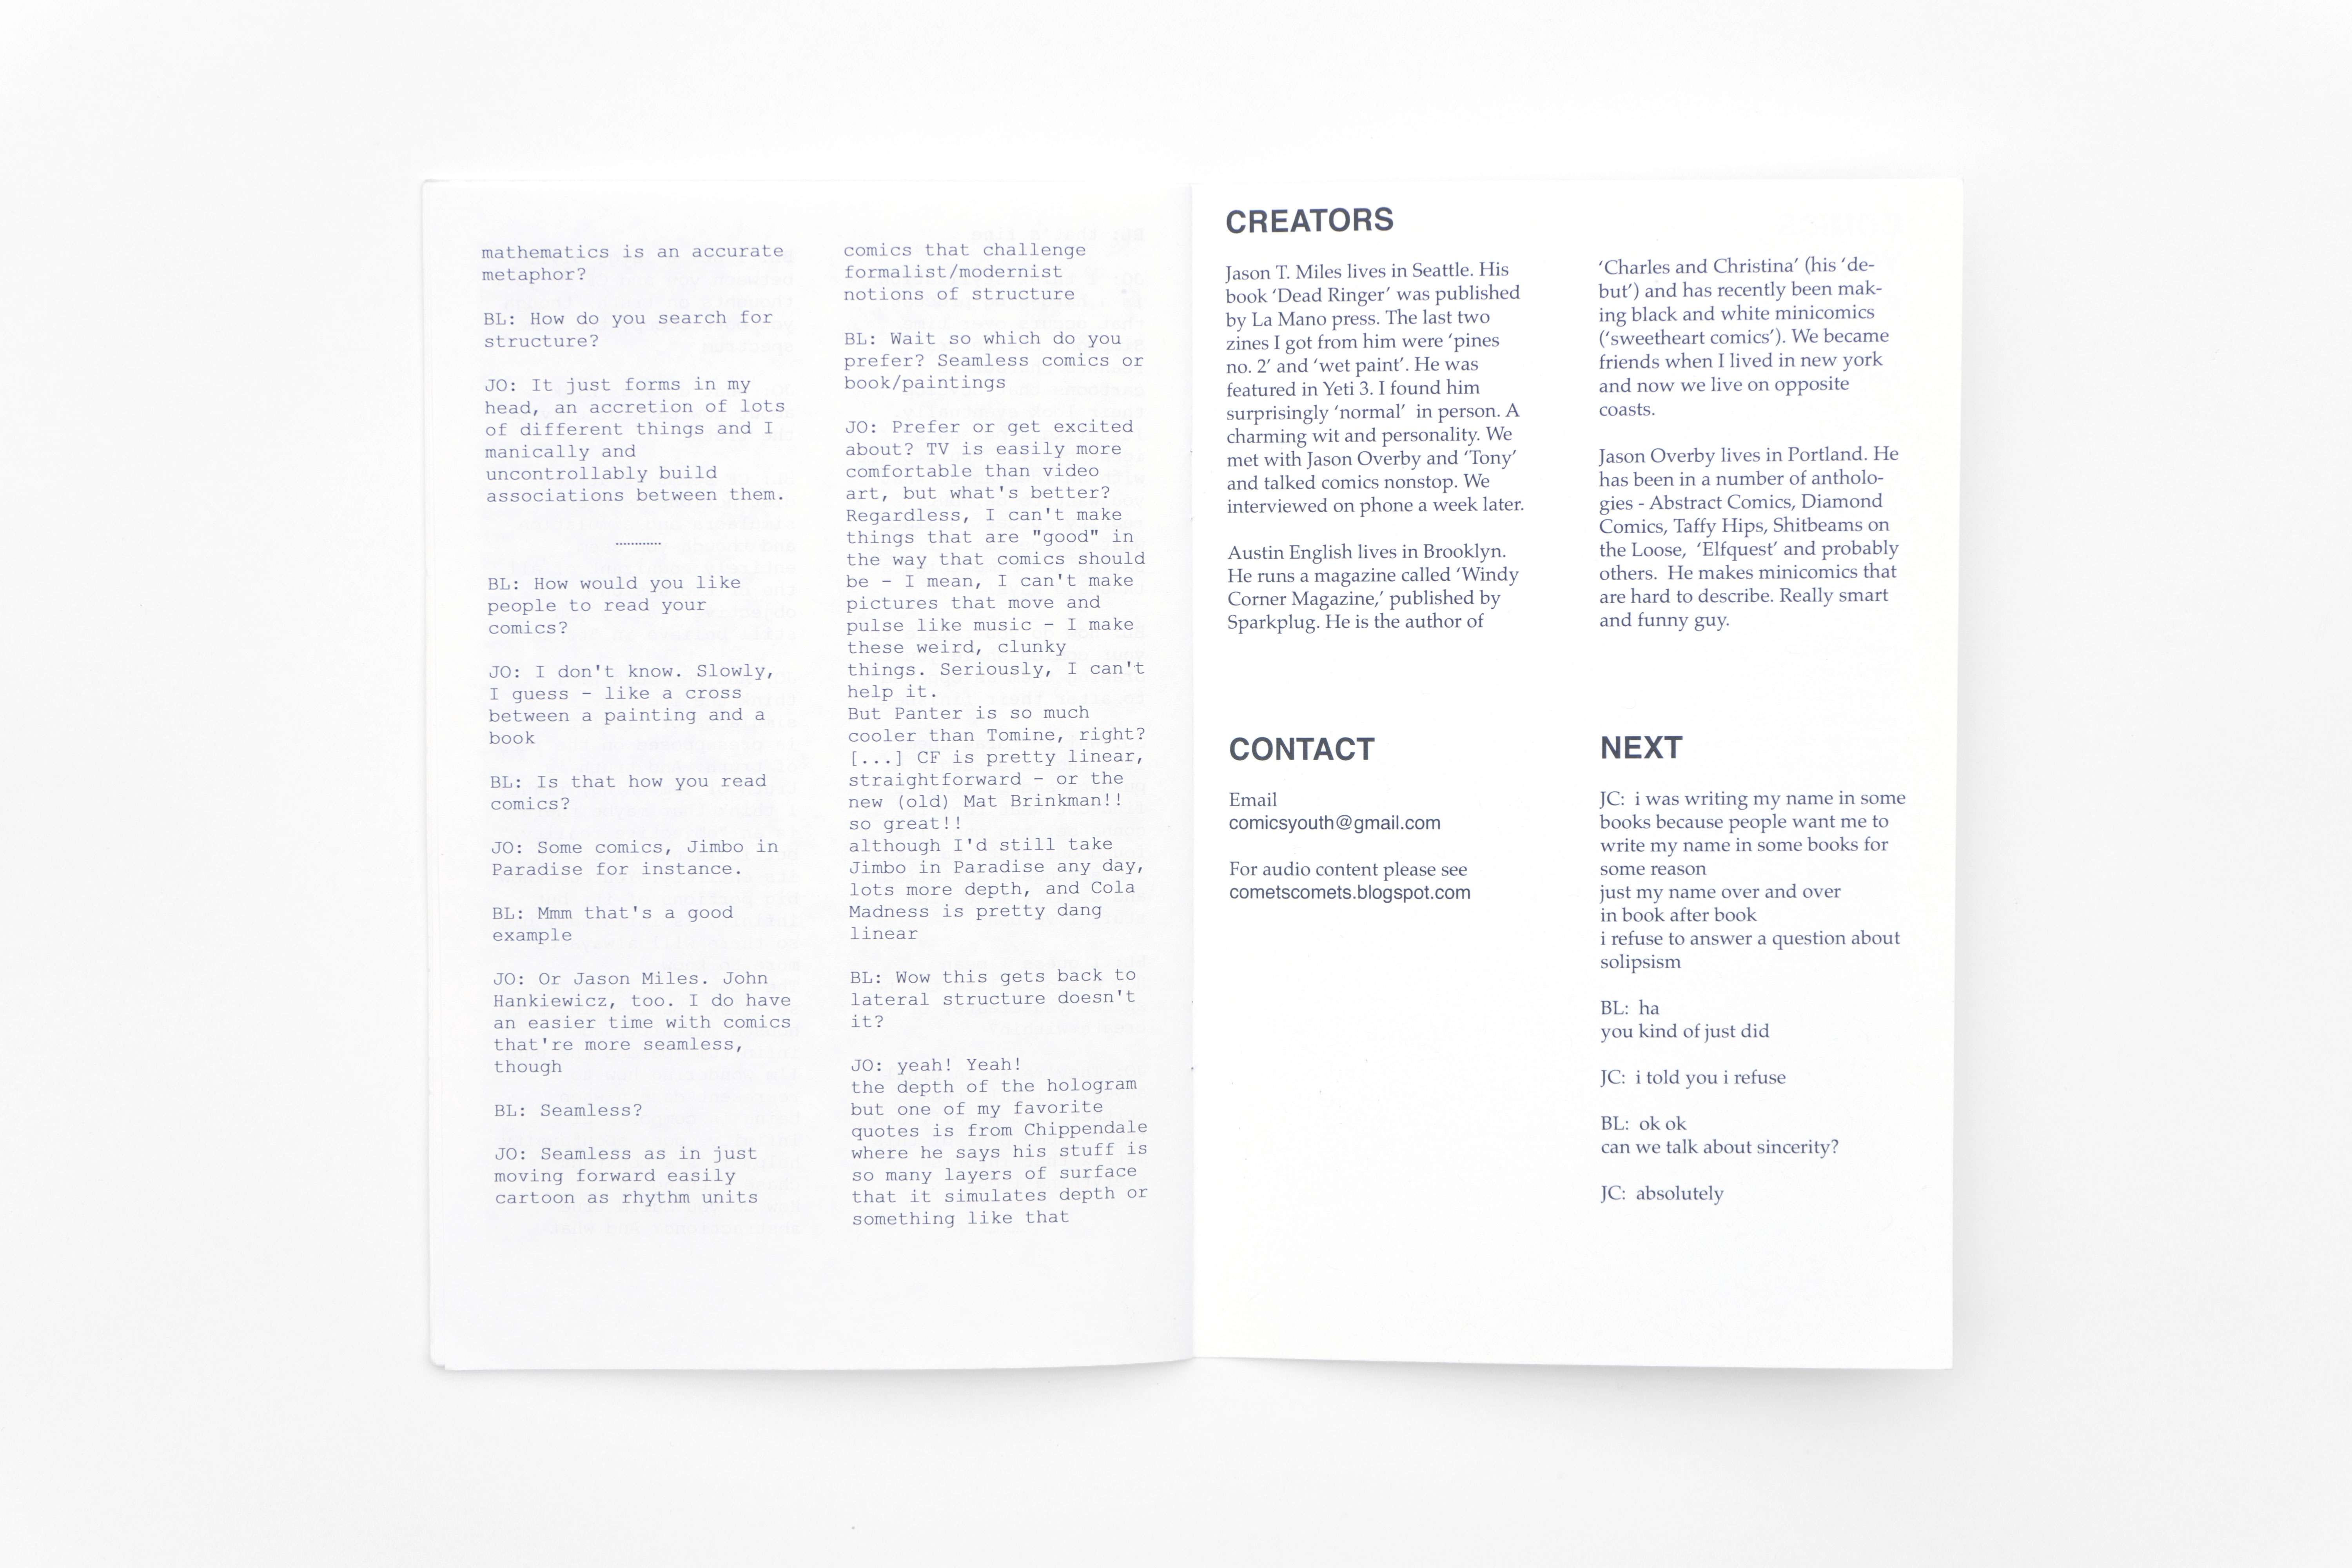 mathematics is an accurate
metaphor?
BL: How do you search for
structure?
JO: It just forms in my
head, an accretion of lots
of different things and I
manically and
uncontrollably build
associations between them.
............
BL: How would you like
people to read your
comics?
JO: I don't know. Slowly,
I guess – like a cross
between a painting and a
book
BL: Is that how you read
comics?
JO: Some comics, Jimbo in
Paradise for instance.
BL: Mmm that's a good
example
JO: Or Jason Miles. John
Hankiewicz, too. I do have
an easier time with comics
that're more seamless,
though
BL: Seamless?
JO: Seamless as in just
moving forward easily
cartoon as rhythm units
comics that challenge
formalist/modernist
notions of structure
BL: Wait so which do you
prefer? Seamless comics or
book/paintings
JO: Prefer or get excited
about? TV is easily more
comfortable than video
art, but what's better?
Regardless, I can't make
things that are "good" in
the way that comics should
be – I mean, I can't make
pictures that move and
pulse like music – I make
these weird, clunky
things. Seriously, I can't
help it.
But Panter is so much
cooler than Tomine, right?
[...] CF is pretty linear,
straightforward – or the
new (old) Mat Brinkman!!
so great!!
although I'd still take
Jimbo in Paradise any day,
lots more depth, and Cola
Madness is pretty dang
linear
BL: Wow this gets back to
lateral structure doesn't
it?
JO: yeah! Yeah!
the depth of the hologram
but one of my favorite
quotes is from Chippendale
where he says his stuff is
so many layers of surface
that it simulates depth or
something like that
CREATORS
Jason T. Miles lives in Seattle. His
book ‘Dead Ringer’ was published
by La Mano press. The last two
zines I got from him were ‘pines
no. 2’ and ‘wet paint’. He was
featured in Yeti 3. I found him
surprisingly ‘normal’ in person. A
charming wit and personality. We
met with Jason Overby and ‘Tony’
and talked comics nonstop. We
interviewed on phone a week later.
Austin English lives in Brooklyn.
He runs a magazine called ‘Windy
Corner Magazine,’ published by
Sparkplug. He is the author of
‘Charles and Christina’ (his ‘de-
but’) and has recently been mak-
ing black and white minicomics
(‘sweetheart comics’). We became
friends when I lived in new york
and now we live on opposite
coasts.
Jason Overby lives in Portland. He
has been in a number of antholo-
gies - Abstract Comics, Diamond
Comics, Taffy Hips, Shitbeams on
the Loose, ‘Elfquest’ and probably
others. He makes minicomics that
are hard to describe. Really smart
and funny guy.
CONTACT
Email
comicsyouth@gmail.com
For audio content please see
cometscomets.blogspot.com
NEXT
JC: i was writing my name in some
books because people want me to
write my name in some books for
some reason
just my name over and over
in book after book
i refuse to answer a question about
solipsism
BL: ha
you kind of just did
JC: i told you i refuse
BL: ok ok
can we talk about sincerity?
JC: absolutely